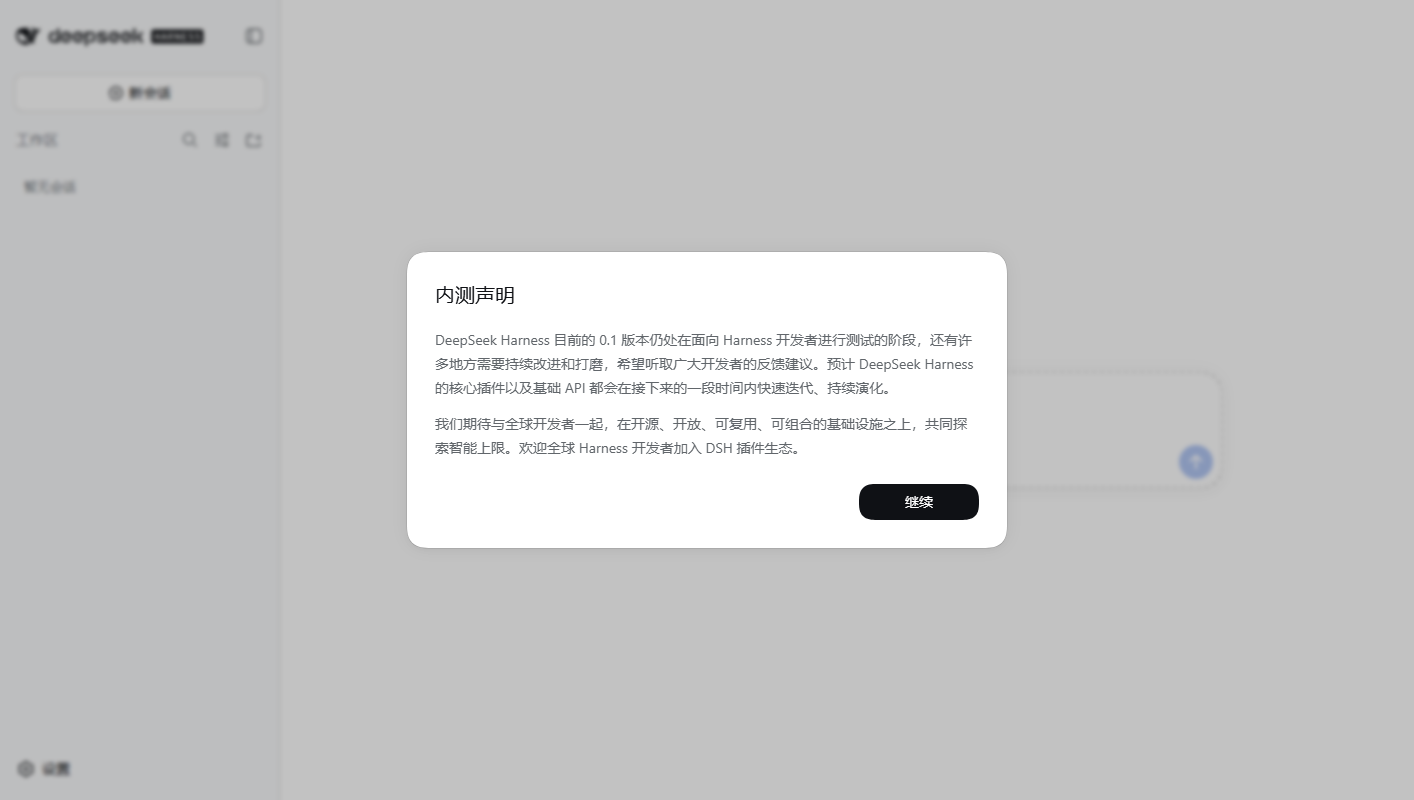 deepseek HARNESS
新会话
工作区
暂无会话
内测声明
DeepSeek Harness 目前的 0.1 版本仍处在面向 Harness 开发者进行测试的阶段，还有许
多地方需要持续改进和打磨，希望听取广大开发者的反馈建议。预计 DeepSeek Harness
的核心插件以及基础 API 都会在接下来的一段时间内快速迭代、持续演化。
我们期待与全球开发者一起，在开源、开放、可复用、可组合的基础设施之上，共同探
索智能上限。欢迎全球 Harness 开发者加入 DSH 插件生态。
继续
设置